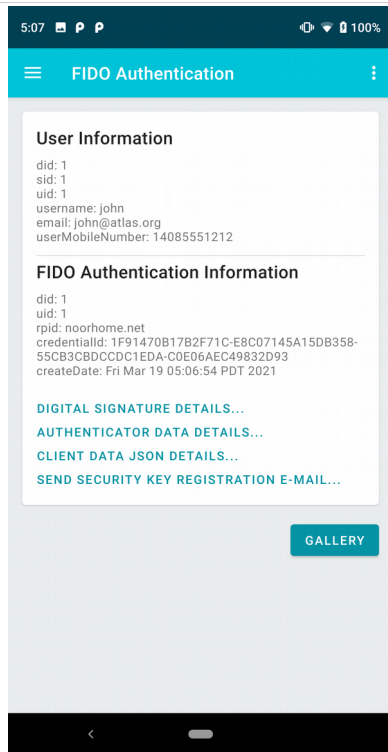 5:07
100%
FIDO Authentication
User Information
did: 1
sid: 1
uid: 1
username: john
email: john@atlas.org
userMobileNumber: 14085551212
FIDO Authentication Information
did: 1
uid: 1
rpid: noorhome.net
credentialId: 1F91470B17B2F71C-E8C07145A15DB358-
55CB3CBDCCDC1EDA-C0E06AEC49832D93
createDate: Fri Mar 19 05:06:54 PDT 2021
DIGITAL SIGNATURE DETAILS...
AUTHENTICATOR DATA DETAILS...
CLIENT DATA JSON DETAILS...
SEND SECURITY KEY REGISTRATION E-MAIL...
GALLERY